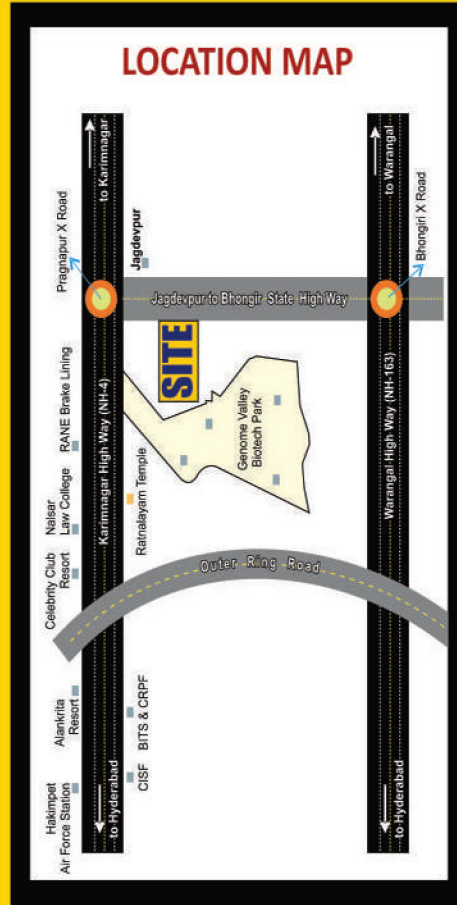 LOCATION MAP
Hakimpet
Air Force Station
Alankrita
Resort
Celebrity Club
Resort
Nalsar
Law College
RANE Brake Lining
Pragnapur X Road
to Hyderabad
Karimnagar High Way (NH-4)
to Karimnagar
CISF
BITS & CRPF
Ratnalayam Temple
SITE
Jagdevpur
Genome Valley
Biotech Park
Outer Ring Road
Jagdevpur to Bhongir State High Way
to Hyderabad
Warangal High Way (NH-163)
to Warangal
Bhongiri X Road